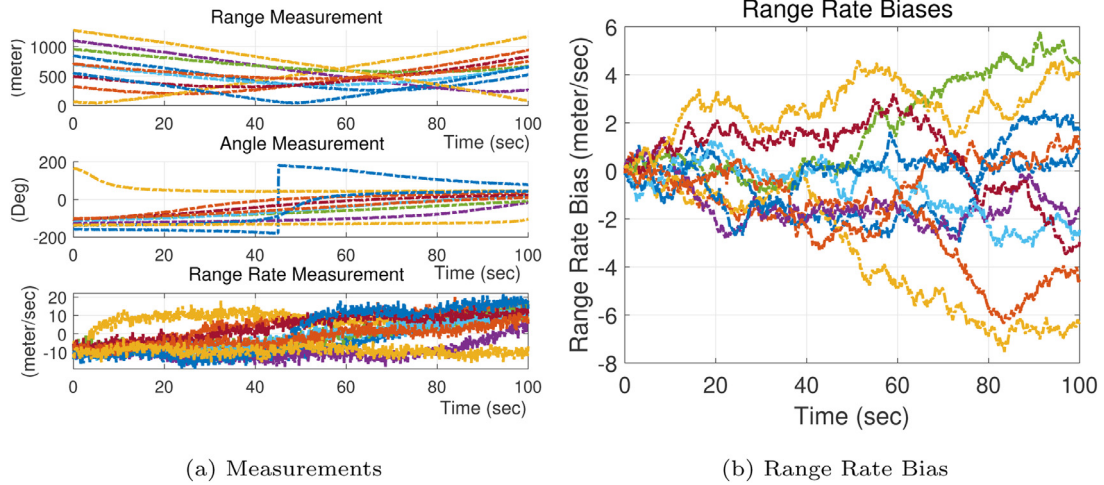 Range Measurement
(meter)
1000
500
0
0 20 40 60 80 100
Time (sec)
Angle Measurement
(Deg)
200
0
-200
0 20 40 60 80 100
Time (sec)
Range Rate Measurement
(meter/sec)
20
10
0
-10
0 20 40 60 80 100
Time (sec)
(a) Measurements
Range Rate Biases
Range Rate Bias (meter/sec)
6
4
2
0
-2
-4
-6
-8
0 20 40 60 80 100
Time (sec)
(b) Range Rate Bias